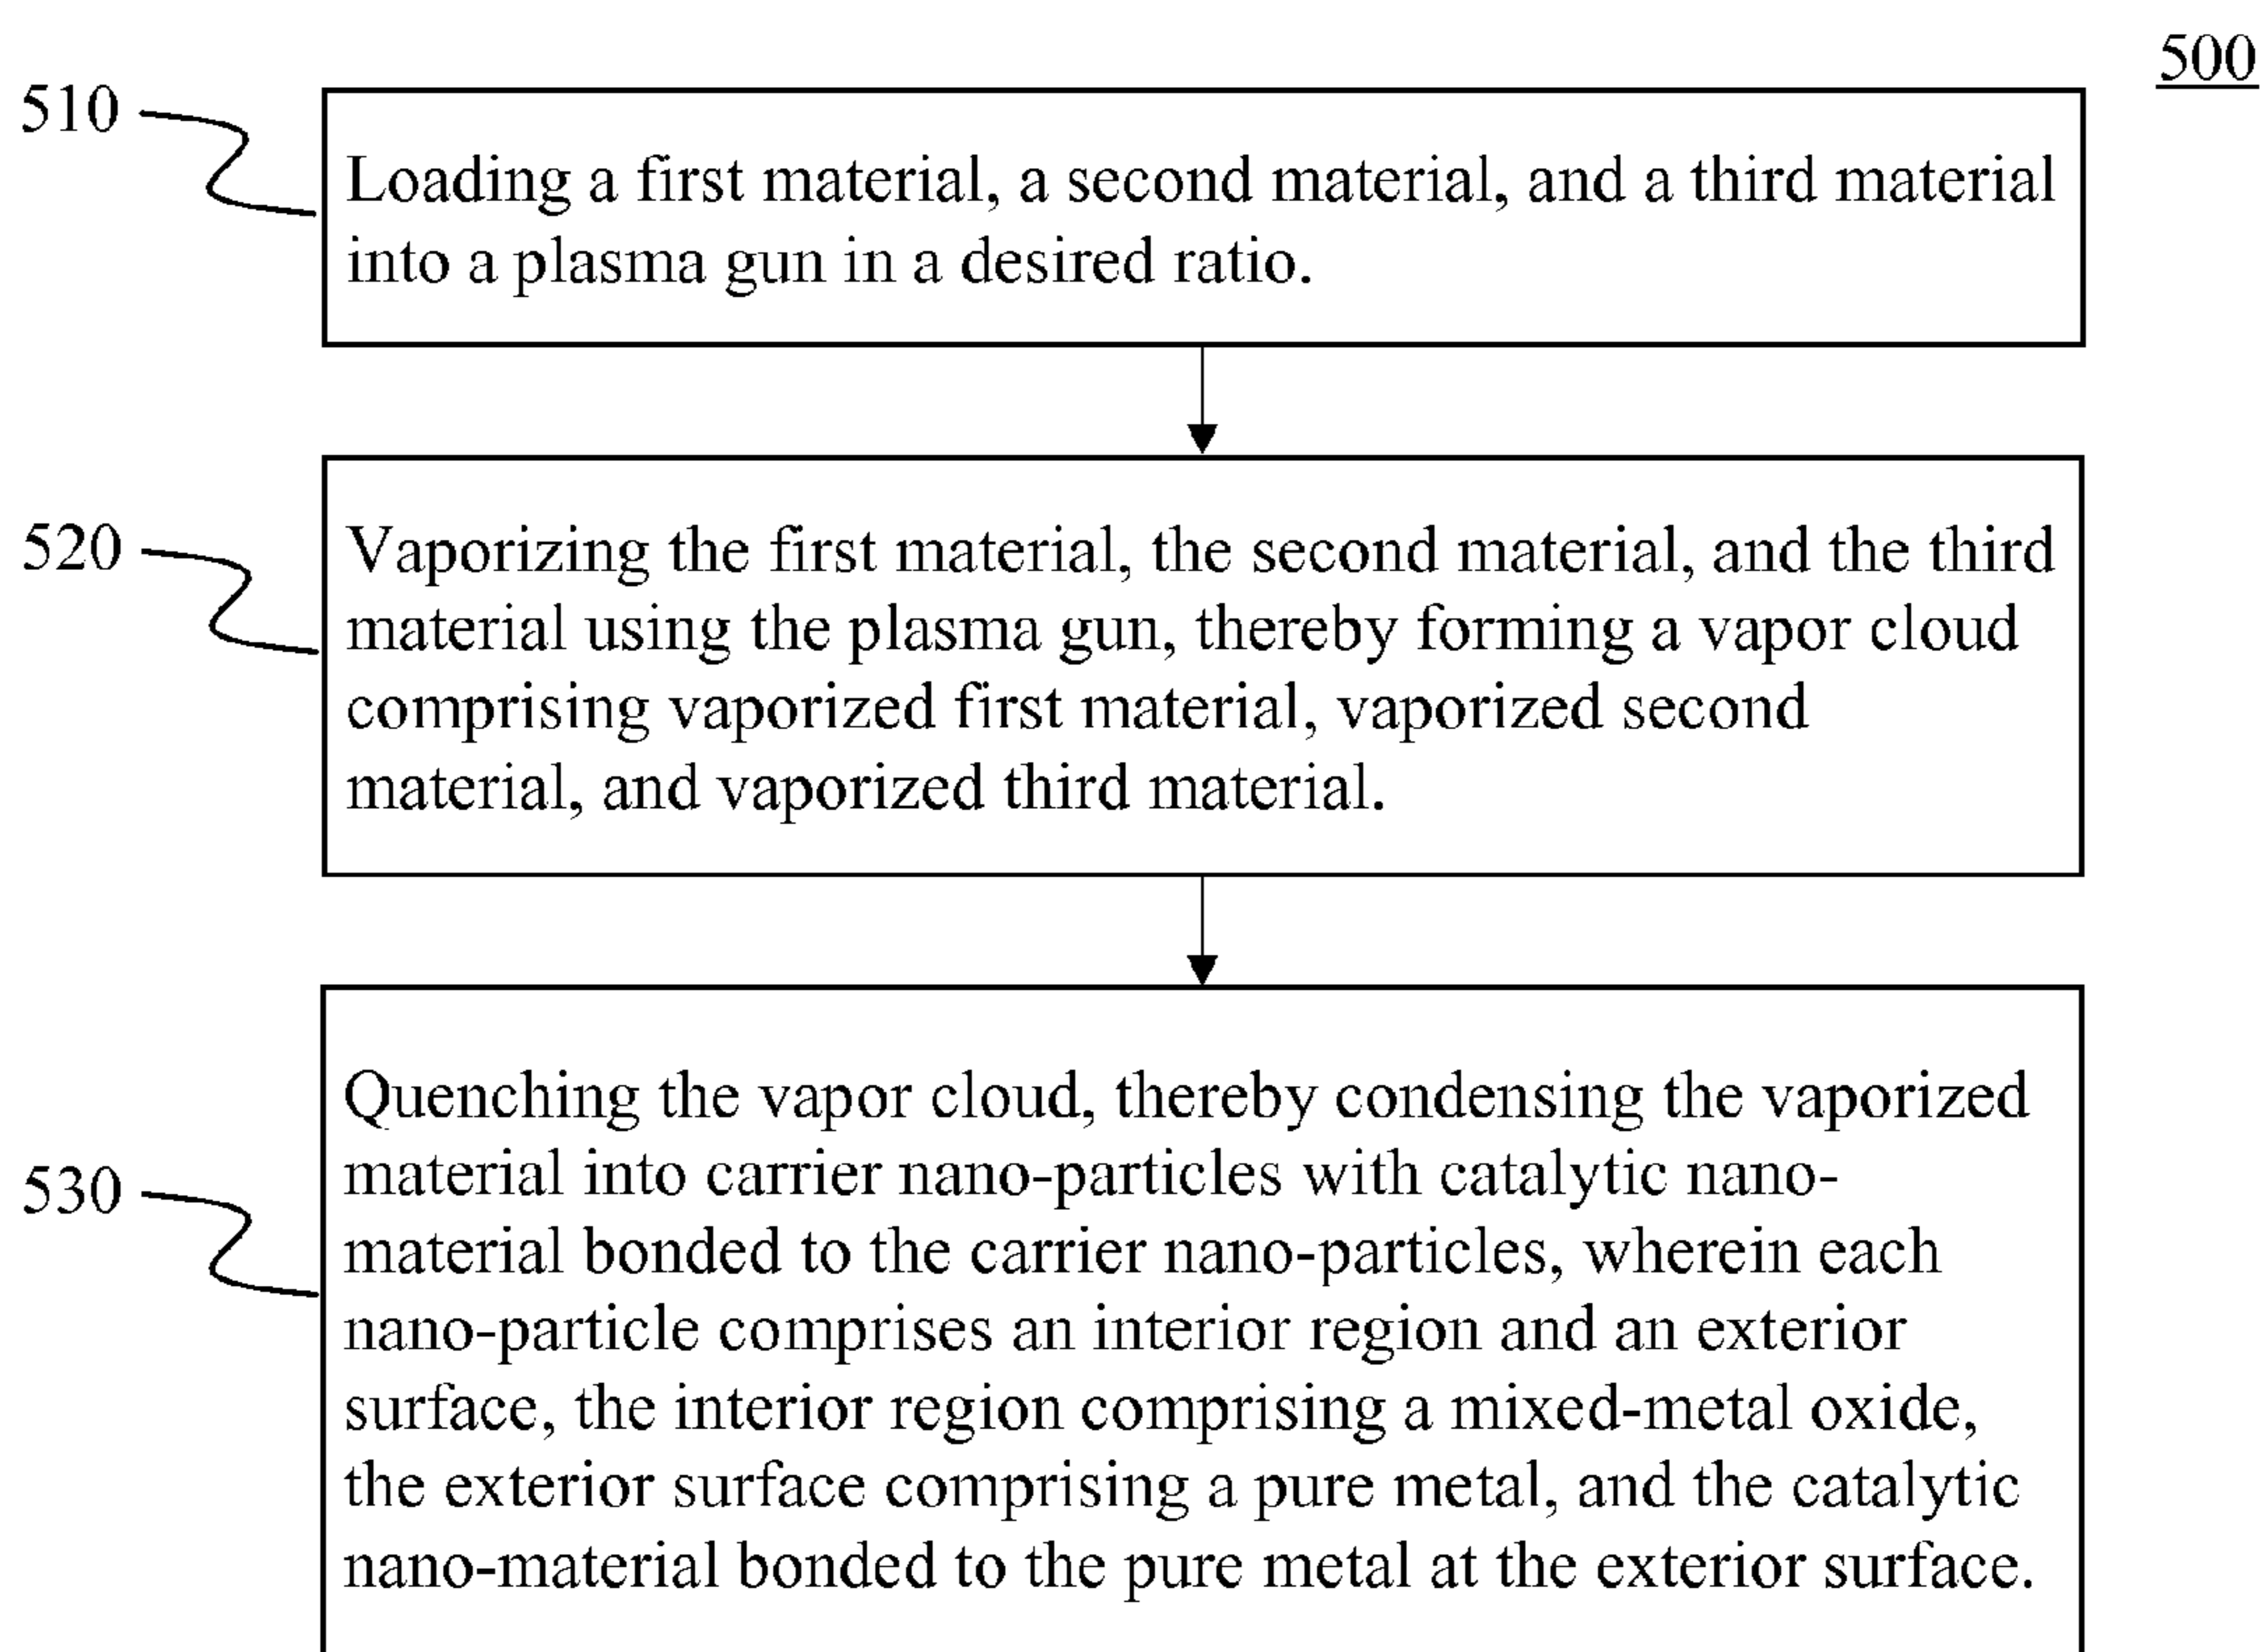 500
510
Loading a first material, a second material, and a third material
into a plasma gun in a desired ratio.
520
Vaporizing the first material, the second material, and the third
material using the plasma gun, thereby forming a vapor cloud
comprising vaporized first material, vaporized second
material, and vaporized third material.
530
Quenching the vapor cloud, thereby condensing the vaporized
material into carrier nano-particles with catalytic nano-
material bonded to the carrier nano-particles, wherein each
nano-particle comprises an interior region and an exterior
surface, the interior region comprising a mixed-metal oxide,
the exterior surface comprising a pure metal, and the catalytic
nano-material bonded to the pure metal at the exterior surface.